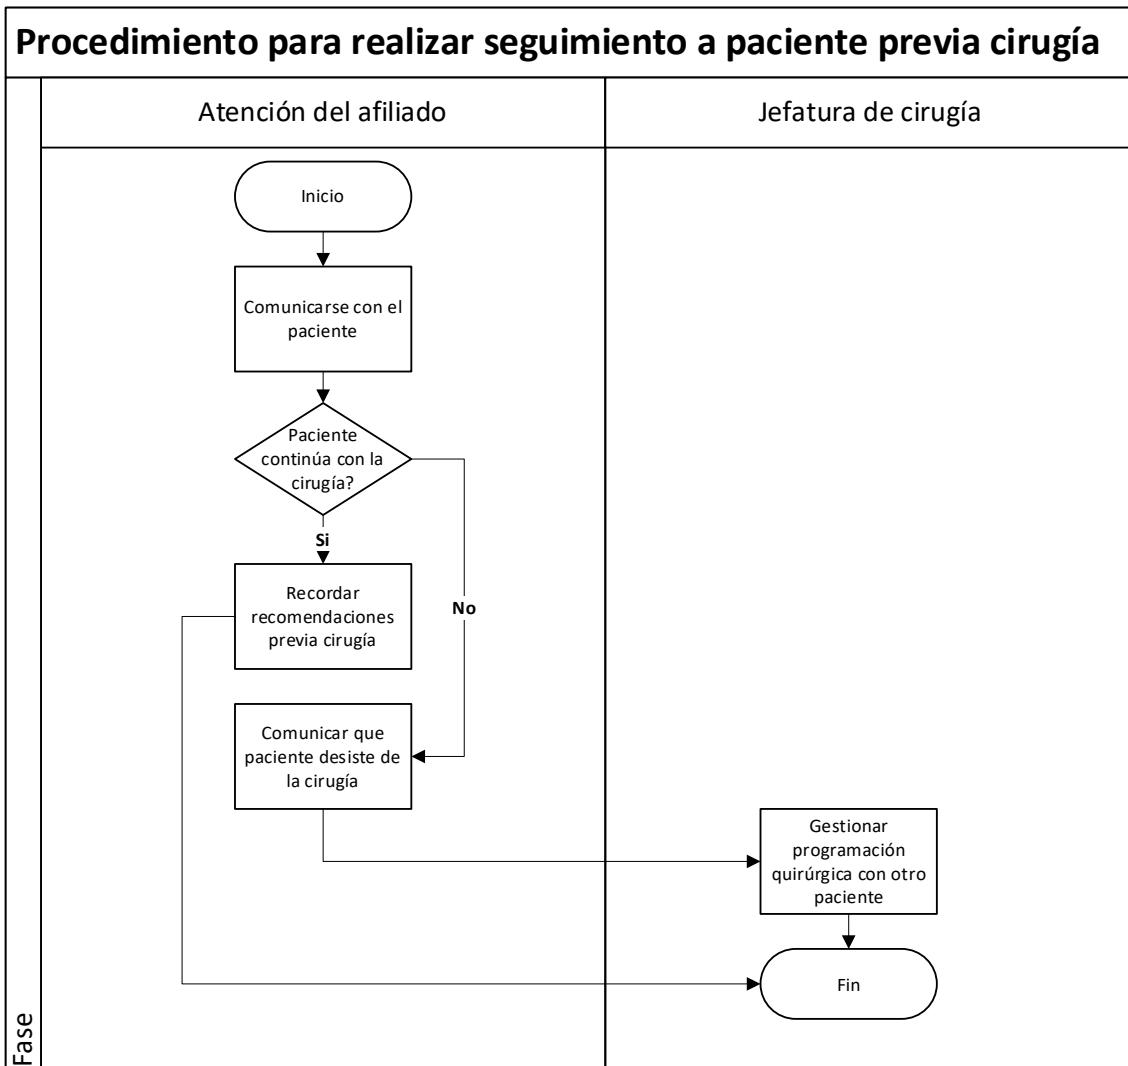 Procedimiento para realizar seguimiento a paciente previa cirugía
Atención del afiliado
Jefatura de cirugía
Inicio
Comunicarse con el
paciente
Paciente
continúa con la
cirugía?
Si
Recordar
recomendaciones
previa cirugía
No
Comunicar que
paciente desiste de
la cirugía
Gestionar
programación
quirúrgica con otro
paciente
Fin
Fase